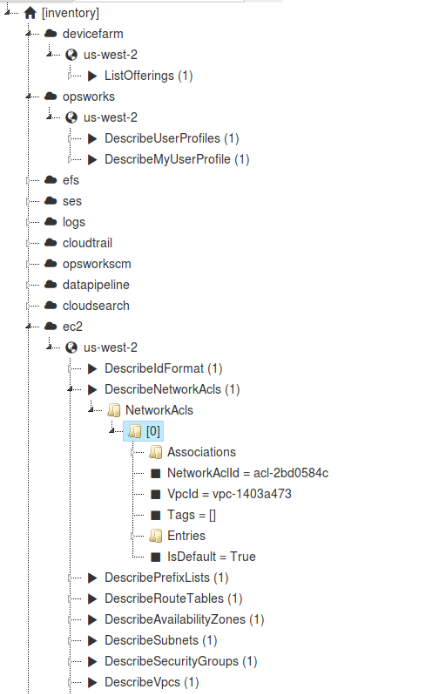 [inventory]
devicefarm
us-west-2
ListOfferings (1)
opsworks
us-west-2
DescribeUserProfiles (1)
DescribeMyUserProfile (1)
efs
ses
logs
cloudtrail
opsworkscm
datapipeline
cloudsearch
ec2
us-west-2
DescribeIdFormat (1)
DescribeNetworkAcls (1)
NetworkAcls
[0]
Associations
NetworkAclId = acl-2bd0584c
VpcId = vpc-1403a473
Tags = []
Entries
IsDefault = True
DescribePrefixLists (1)
DescribeRouteTables (1)
DescribeAvailabilityZones (1)
DescribeSubnets (1)
DescribeSecurityGroups (1)
DescribeVpcs (1)